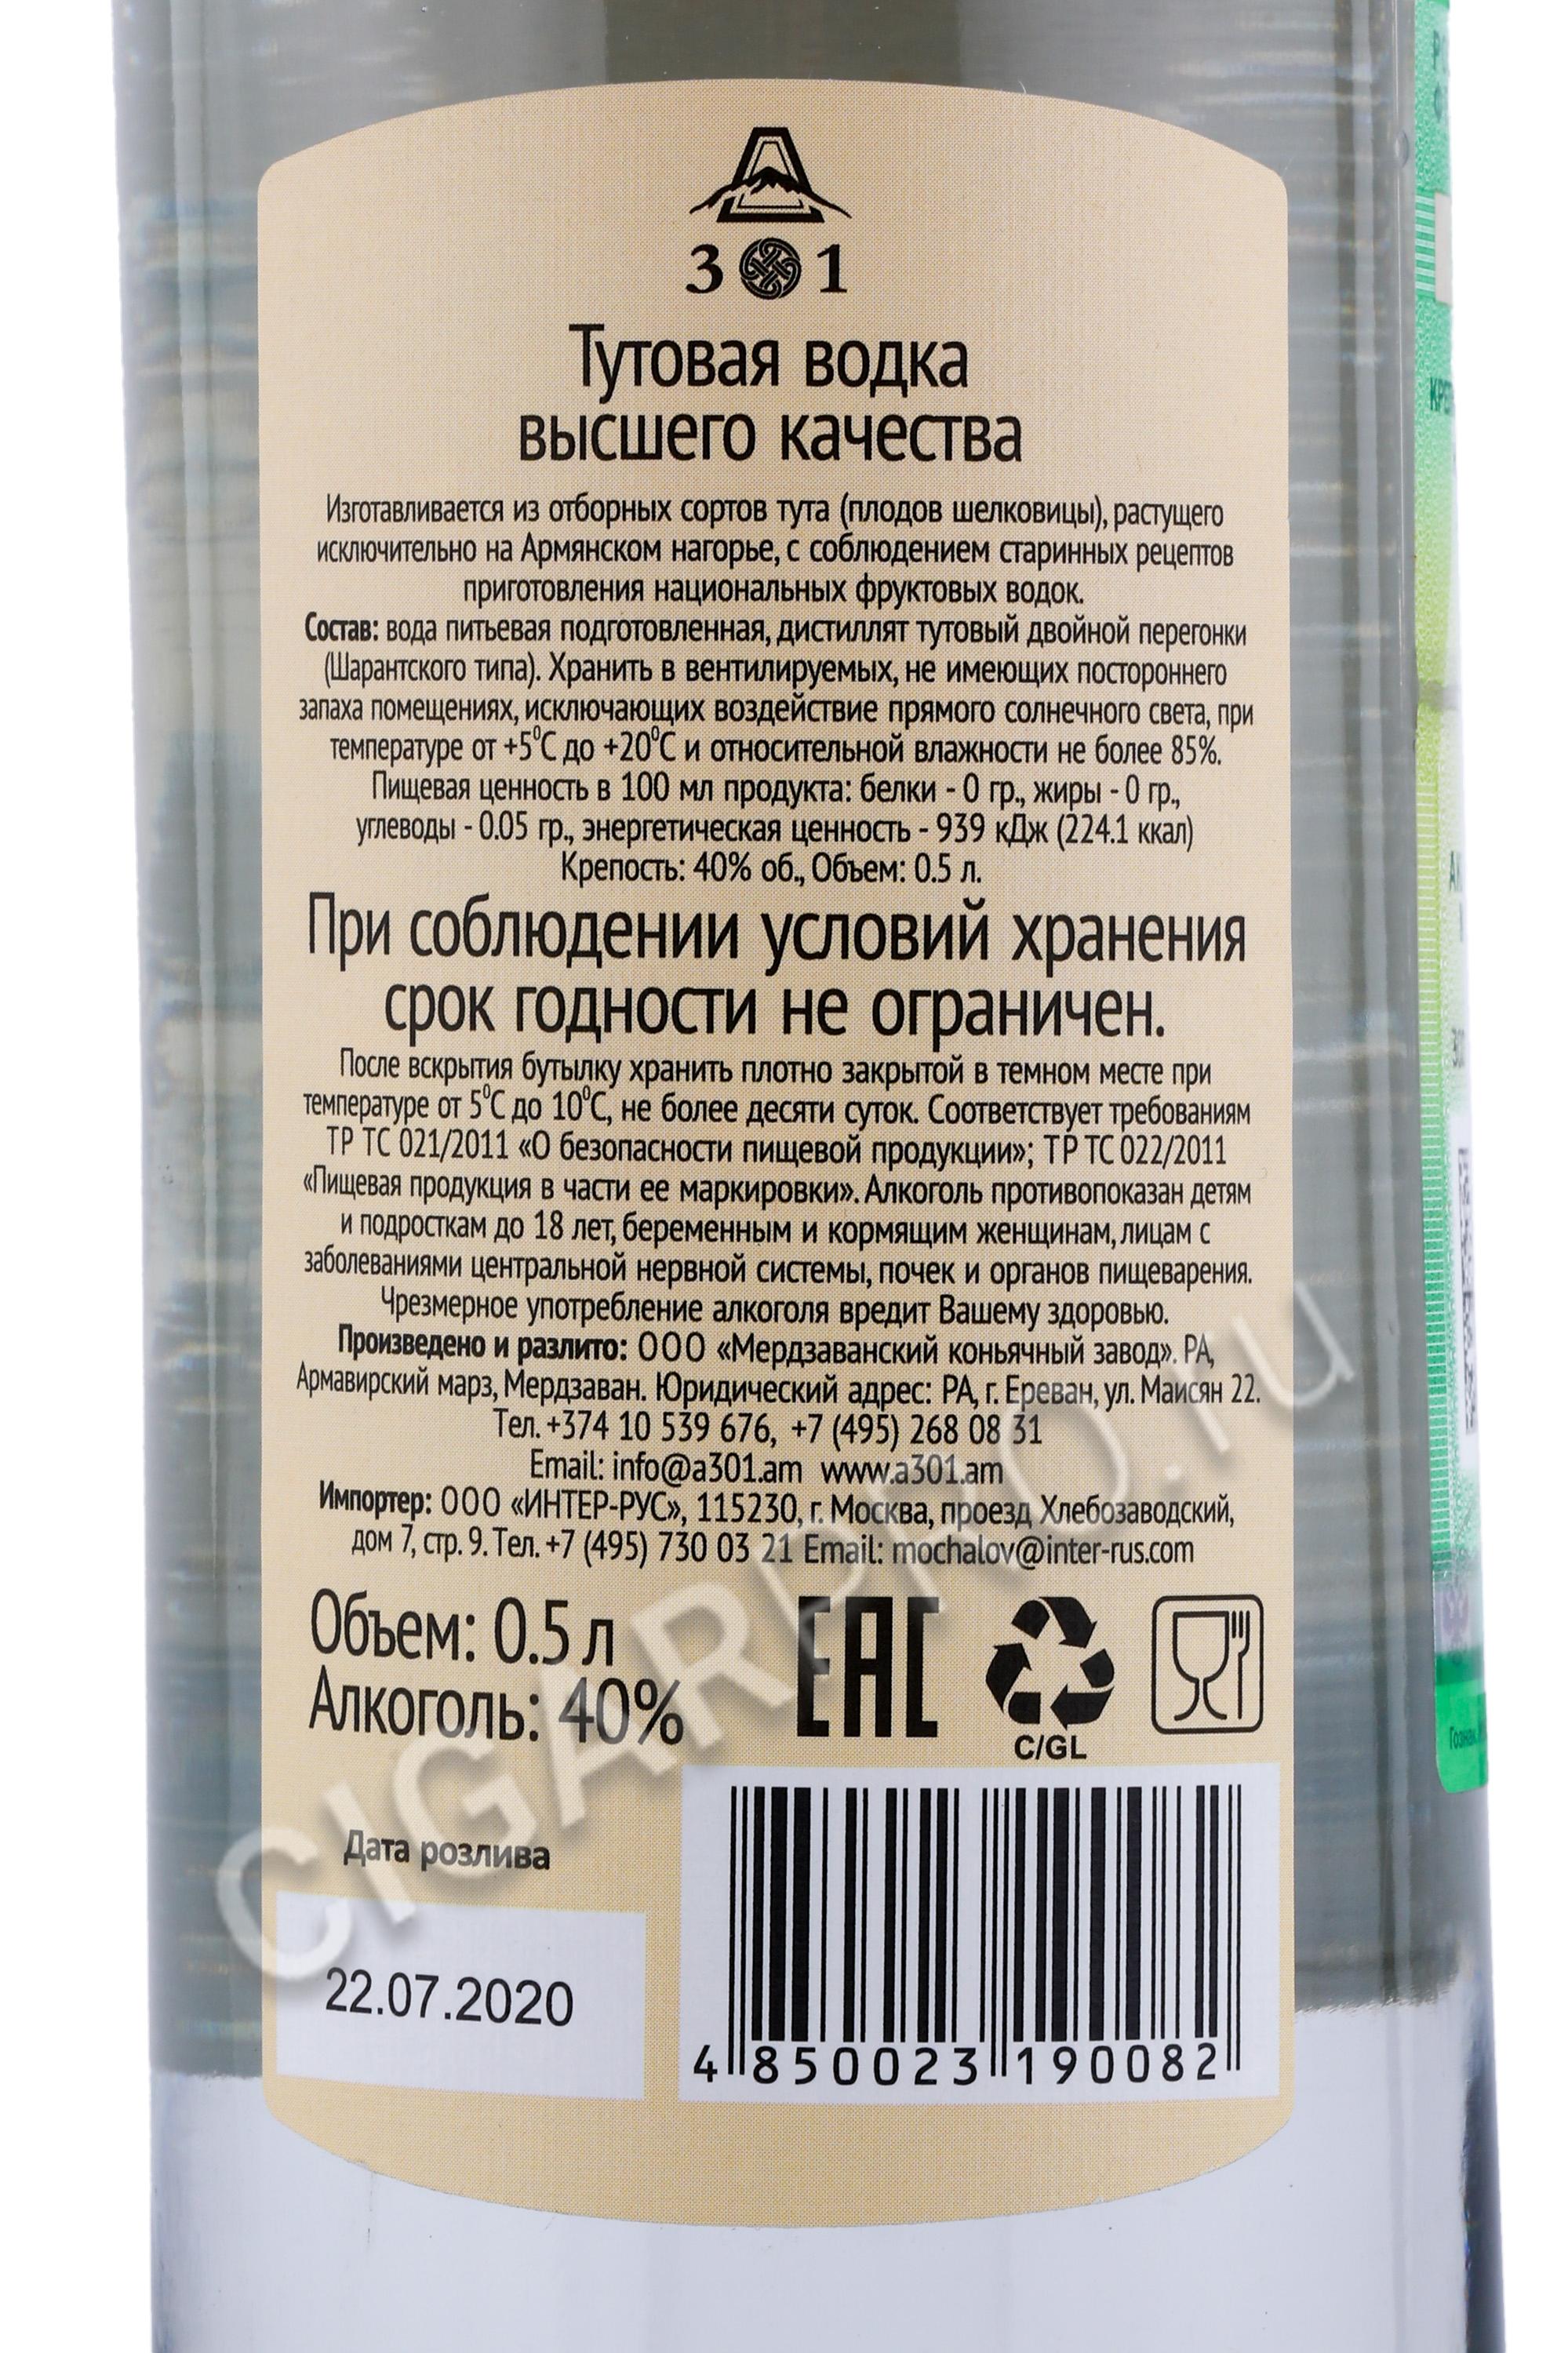 3 1
Тутовая водка
высшего качества
Изготавливается из отборных сортов тута (плодов шелковицы), растущего
исключительно на Армянском нагорье, с соблюдением старинных рецептов
приготовления национальных фруктовых водок.
Состав: вода питьевая подготовленная, дистиллят тутовый двойной перегонки
(Шарантского типа). Хранить в вентилируемых, не имеющих постороннего
запаха помещениях, исключающих воздействие прямого солнечного света, при
температуре от +5⁰С до +20⁰С и относительной влажности не более 85%.
Пищевая ценность в 100 мл продукта: белки - 0 гр., жиры - 0 гр.,
углеводы - 0.05 гр., энергетическая ценность - 939 кДж (224.1 ккал)
Крепость: 40% об., Объем: 0.5 л.
При соблюдении условий хранения
срок годности не ограничен.
После вскрытия бутылку хранить плотно закрытой в темном месте при
температуре от 5⁰С до 10⁰С, не более десяти суток. Соответствует требованиям
ТР ТС 021/2011 «О безопасности пищевой продукции»; ТР ТС 022/2011
«Пищевая продукция в части ее маркировки». Алкоголь противопоказан детям
и подросткам до 18 лет, беременным и кормящим женщинам, лицам с
заболеваниями центральной нервной системы, почек и органов пищеварения.
Чрезмерное употребление алкоголя вредит Вашему здоровью.
Произведено и разлито: ООО «Мердзаванский коньячный завод». РА,
Армавирский марз, Мердзаван. Юридический адрес: РА, г. Ереван, ул. Маисян 22.
Тел. +374 10 539 676, +7 (495) 268 08 31
Email: info@a301.am www.a301.am
Импортер: ООО «ИНТЕР-РУС», 115230, г. Москва, проезд Хлебозаводский,
дом 7, стр. 9. Тел. +7 (495) 730 03 21 Email: mochalov@inter-rus.com
Объем: 0.5 л
Алкоголь: 40%
EAC
C/GL
Дата розлива
22.07.2020
4 850023 190082
CIGARPRO.ru